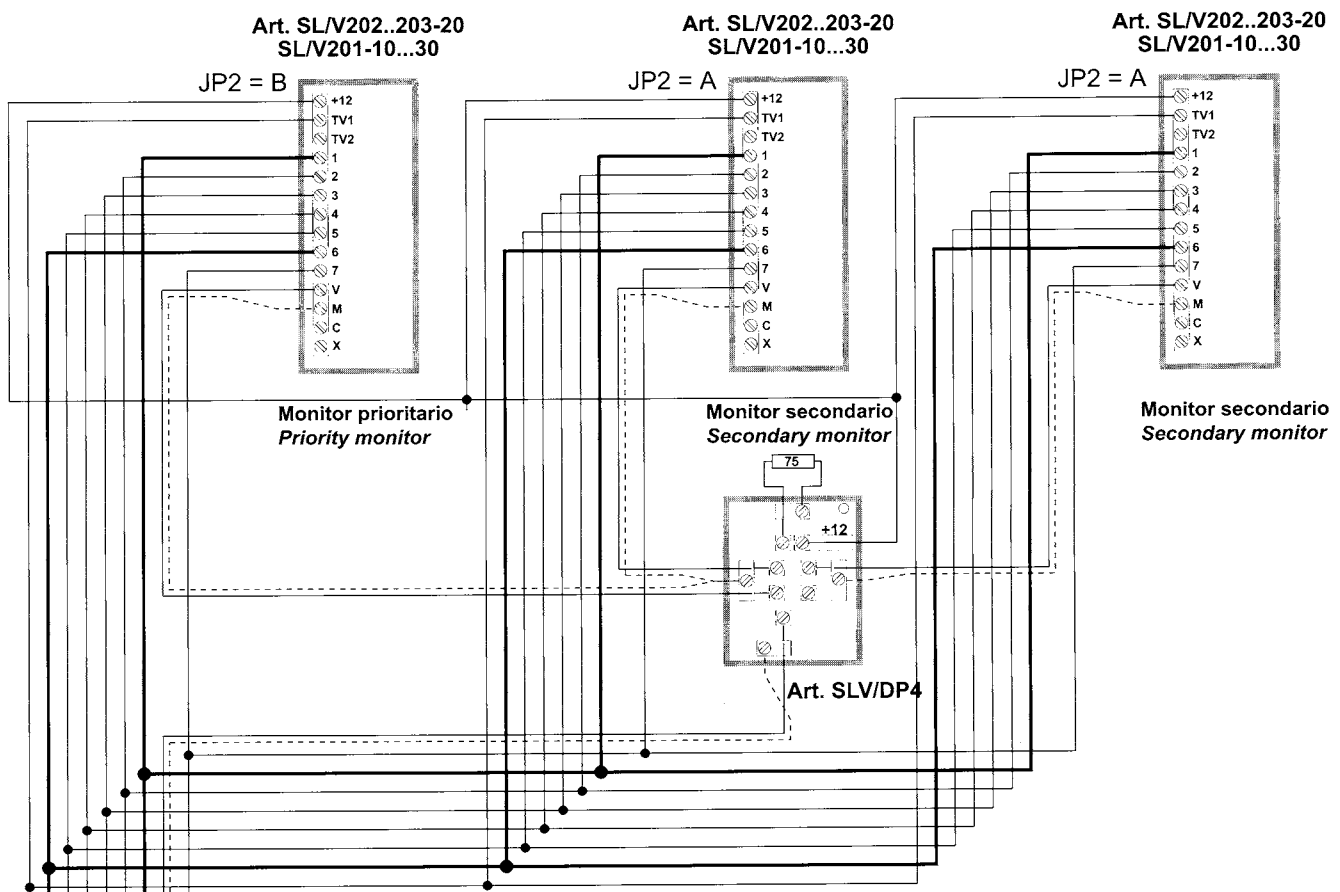 Art. SL/V202..203-20
SL/V201-10...30
JP2 = B
+12
TV1
TV2
1
2
3
4
5
6
7
V
M
C
X
Monitor prioritario
Priority monitor
Art. SL/V202..203-20
SL/V201-10...30
JP2 = A
+12
TV1
TV2
1
2
3
4
5
6
7
V
M
C
X
Monitor secondario
Secondary monitor
Art. SL/V202..203-20
SL/V201-10...30
JP2 = A
+12
TV1
TV2
1
2
3
4
5
6
7
V
M
C
X
Monitor secondario
Secondary monitor
75
+12
Art. SLV/DP4